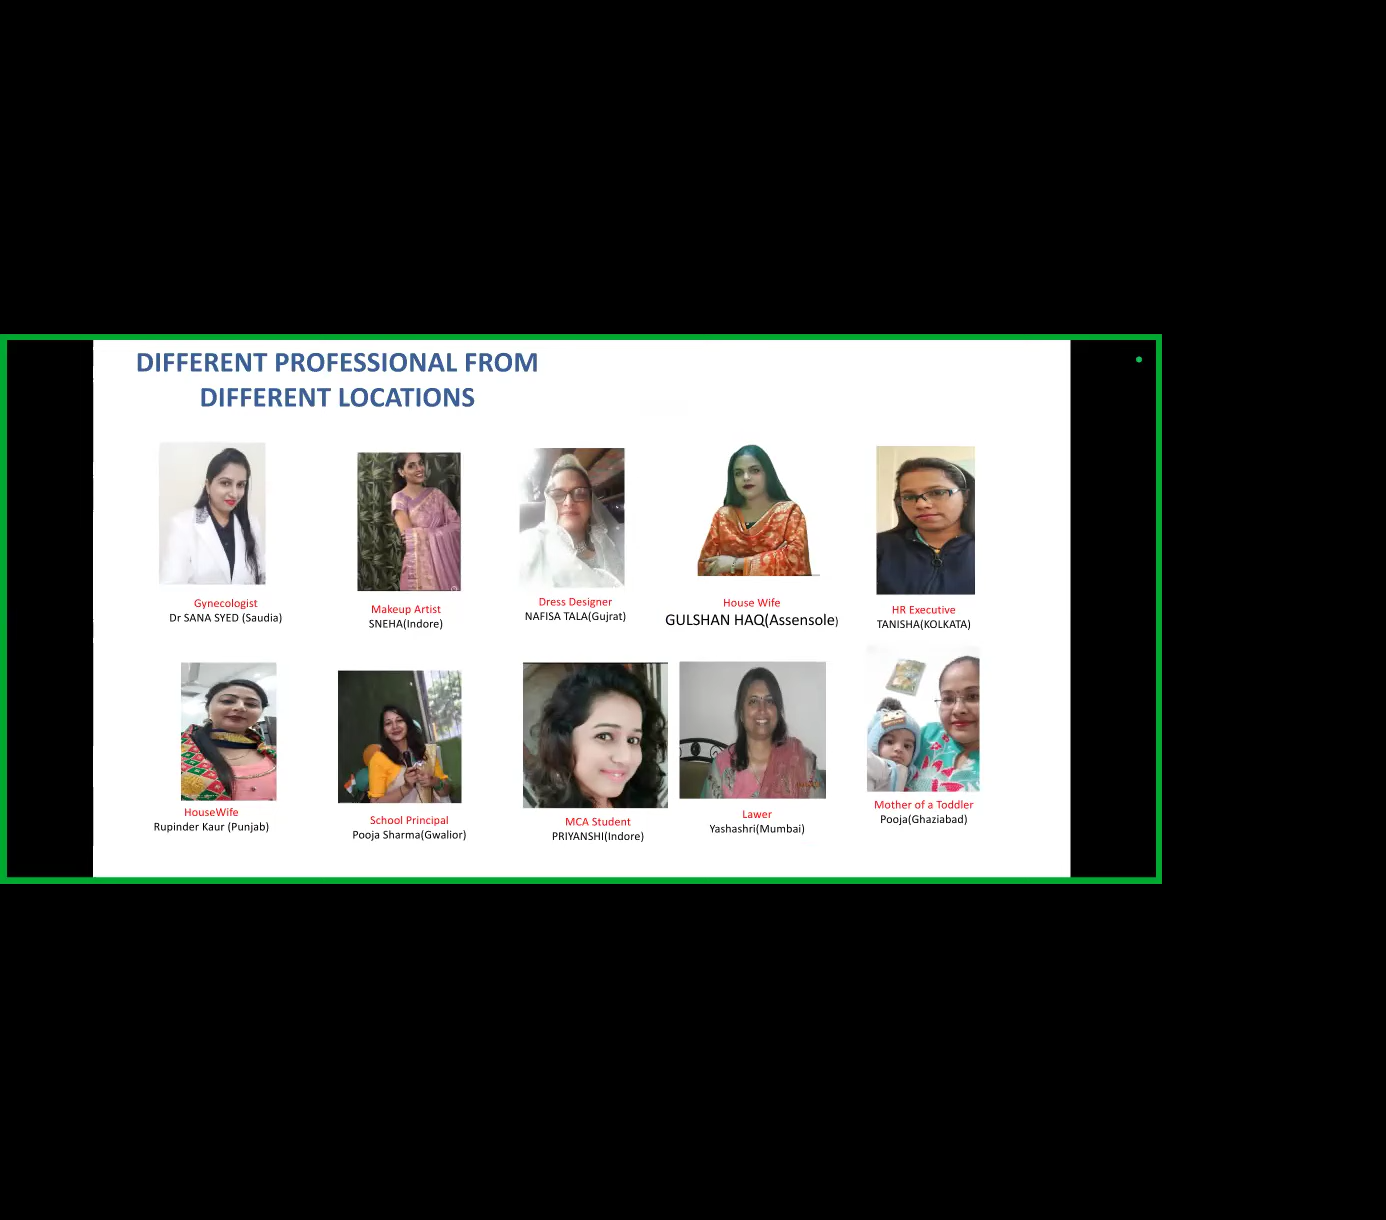 DIFFERENT PROFESSIONAL FROM
DIFFERENT LOCATIONS
Gynecologist
Dr SANA SYED (Saudia)
Makeup Artist
SNEHA(Indore)
Dress Designer
NAFISA TALA(Gujrat)
House Wife
GULSHAN HAQ(Assensole)
HR Executive
TANISHA(KOLKATA)
HouseWife
Rupinder Kaur (Punjab)
School Principal
Pooja Sharma(Gwalior)
MCA Student
PRIYANSHI(Indore)
Lawer
Yashashri(Mumbai)
Mother of a Toddler
Pooja(Ghaziabad)